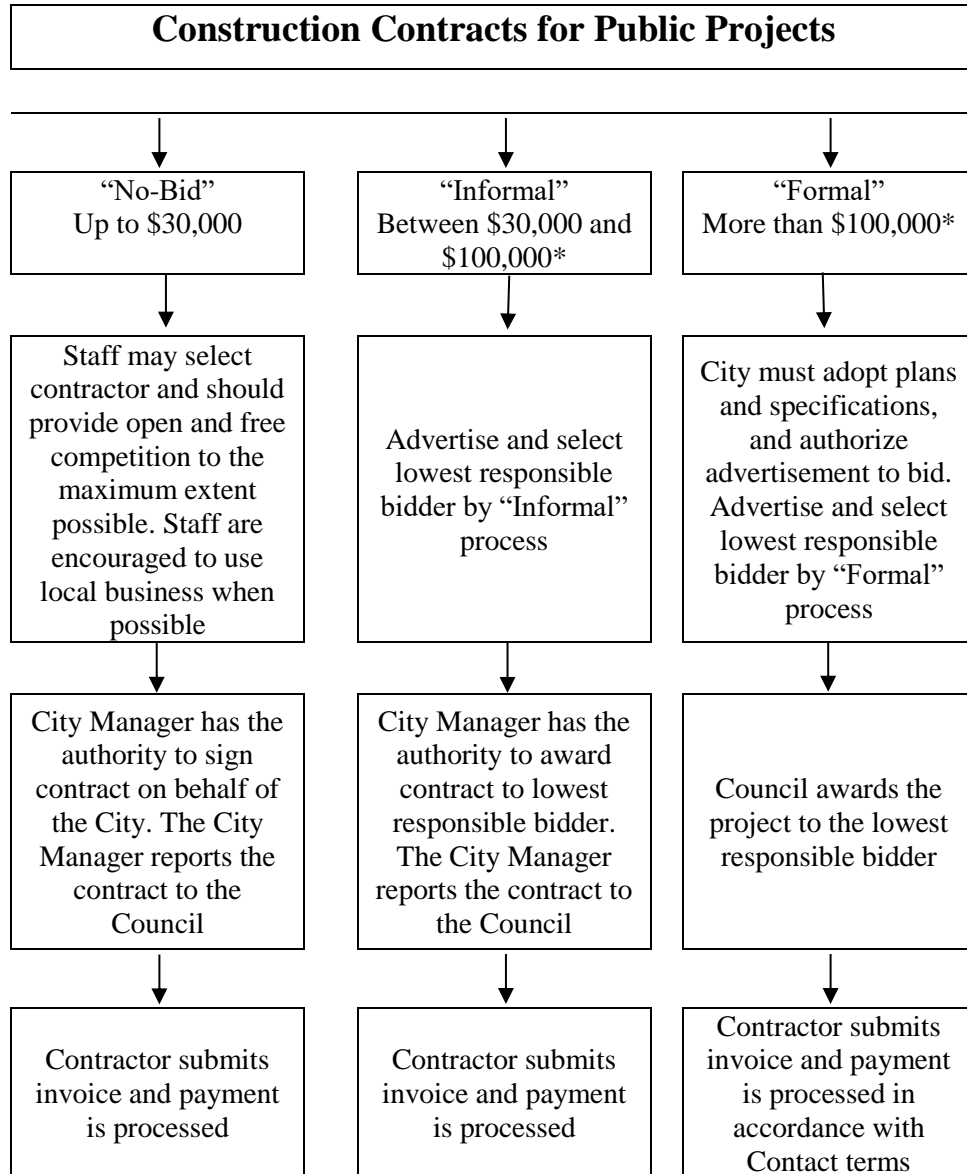 Construction Contracts for Public Projects
“No-Bid”
Up to $30,000
“Informal”
Between $30,000 and
$100,000*
“Formal”
More than $100,000*
Staff may select
contractor and should
provide open and free
competition to the
maximum extent
possible. Staff are
encouraged to use
local business when
possible
Advertise and select
lowest responsible
bidder by “Informal”
process
City must adopt plans
and specifications,
and authorize
advertisement to bid.
Advertise and select
lowest responsible
bidder by “Formal”
process
City Manager has the
authority to sign
contract on behalf of
the City. The City
Manager reports the
contract to the
Council
City Manager has the
authority to award
contract to lowest
responsible bidder.
The City Manager
reports the contract to
the Council
Council awards the
project to the lowest
responsible bidder
Contractor submits
invoice and payment
is processed
Contractor submits
invoice and payment
is processed
Contractor submits
invoice and payment
is processed in
accordance with
Contact terms